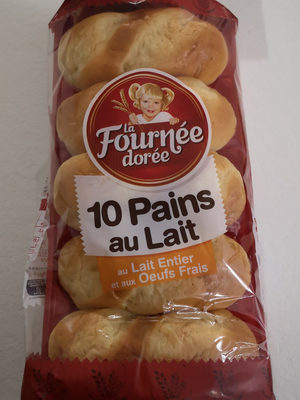 la
Fournée
dorée
10 Pains
au Lait
au Lait Entier
et aux Oeufs Frais